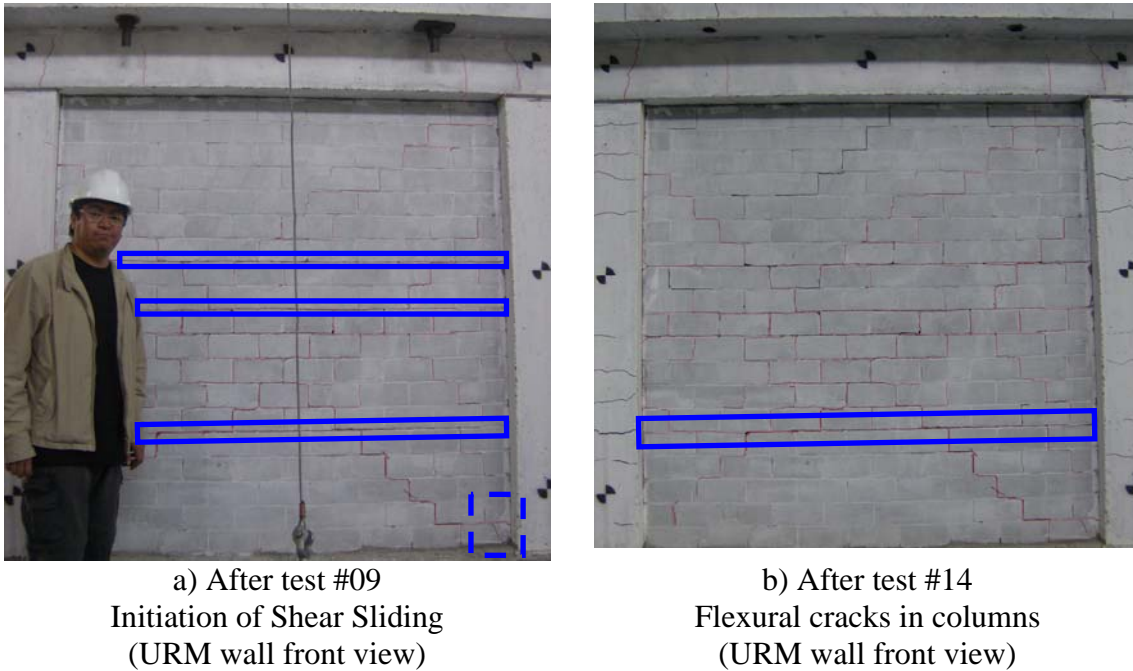 a) After test #09
Initiation of Shear Sliding
(URM wall front view)
b) After test #14
Flexural cracks in columns
(URM wall front view)